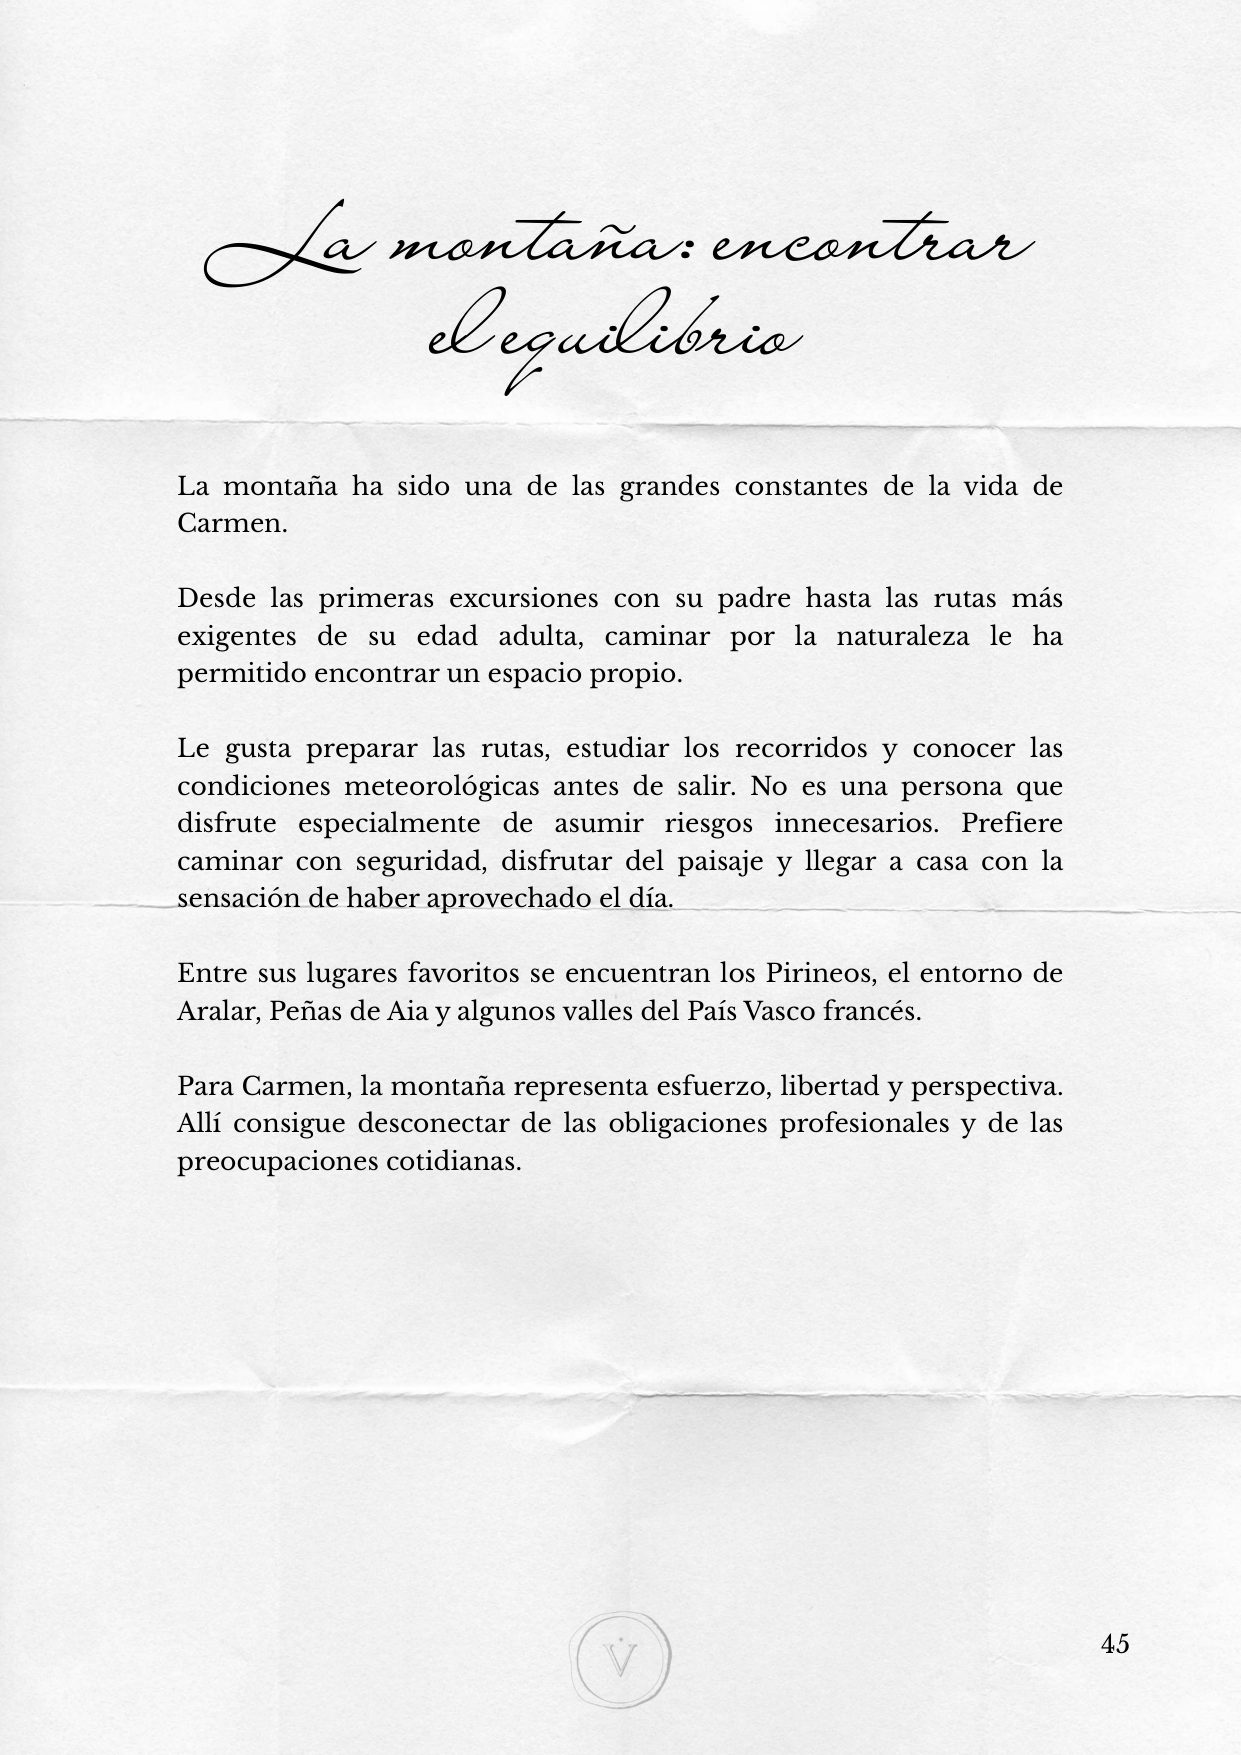 La montaña: encontrar
el equilibrio
La montaña ha sido una de las grandes constantes de la vida de
Carmen.
Desde las primeras excursiones con su padre hasta las rutas más
exigentes de su edad adulta, caminar por la naturaleza le ha
permitido encontrar un espacio propio.
Le gusta preparar las rutas, estudiar los recorridos y conocer las
condiciones meteorológicas antes de salir. No es una persona que
disfrute especialmente de asumir riesgos innecesarios. Prefiere
caminar con seguridad, disfrutar del paisaje y llegar a casa con la
sensación de haber aprovechado el día.
Entre sus lugares favoritos se encuentran los Pirineos, el entorno de
Aralar, Peñas de Aia y algunos valles del País Vasco francés.
Para Carmen, la montaña representa esfuerzo, libertad y perspectiva.
Allí consigue desconectar de las obligaciones profesionales y de las
preocupaciones cotidianas.
V
45